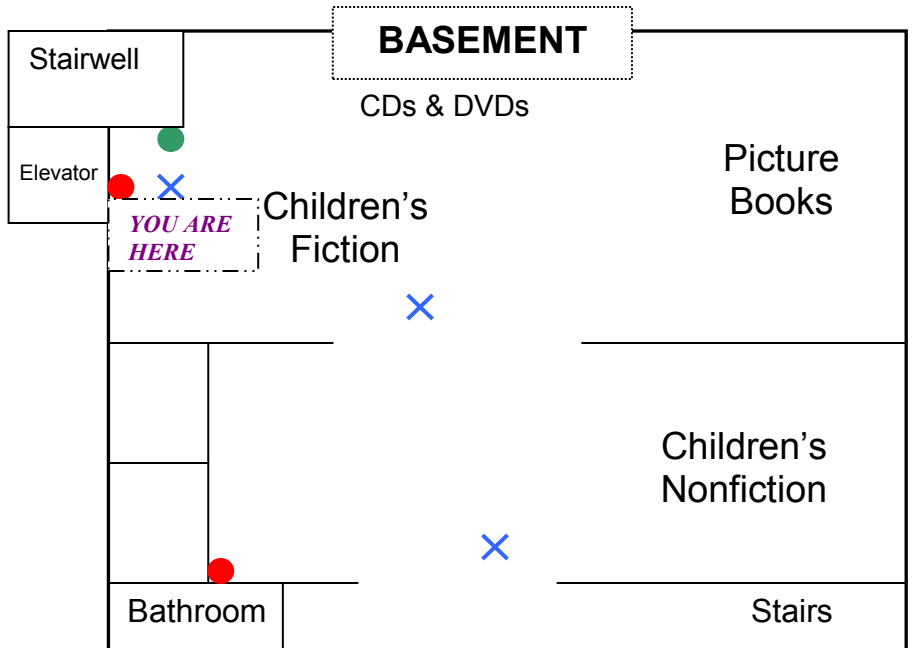 BASEMENT
Stairwell
CDs & DVDs
Elevator
Picture
Books
YOU ARE
HERE
Children’s
Fiction
Children’s
Nonfiction
Bathroom
Stairs